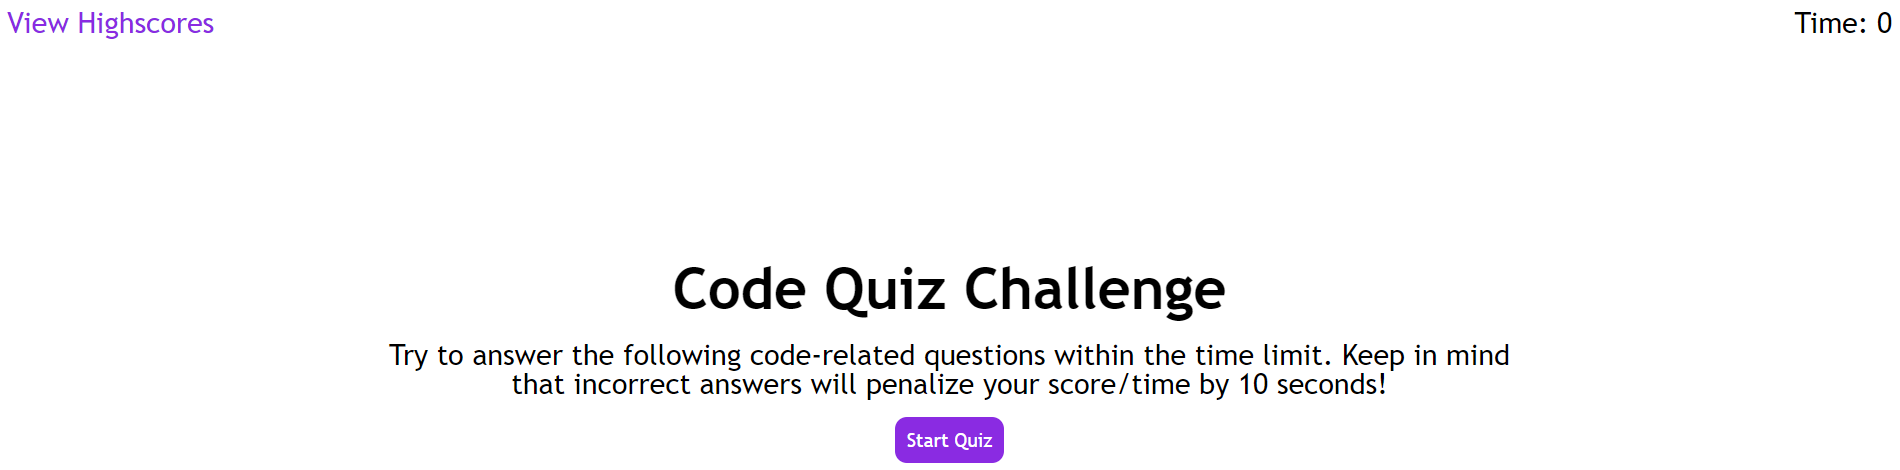 View Highscores
Time: 0
Code Quiz Challenge
Try to answer the following code-related questions within the time limit. Keep in mind
that incorrect answers will penalize your score/time by 10 seconds!
Start Quiz